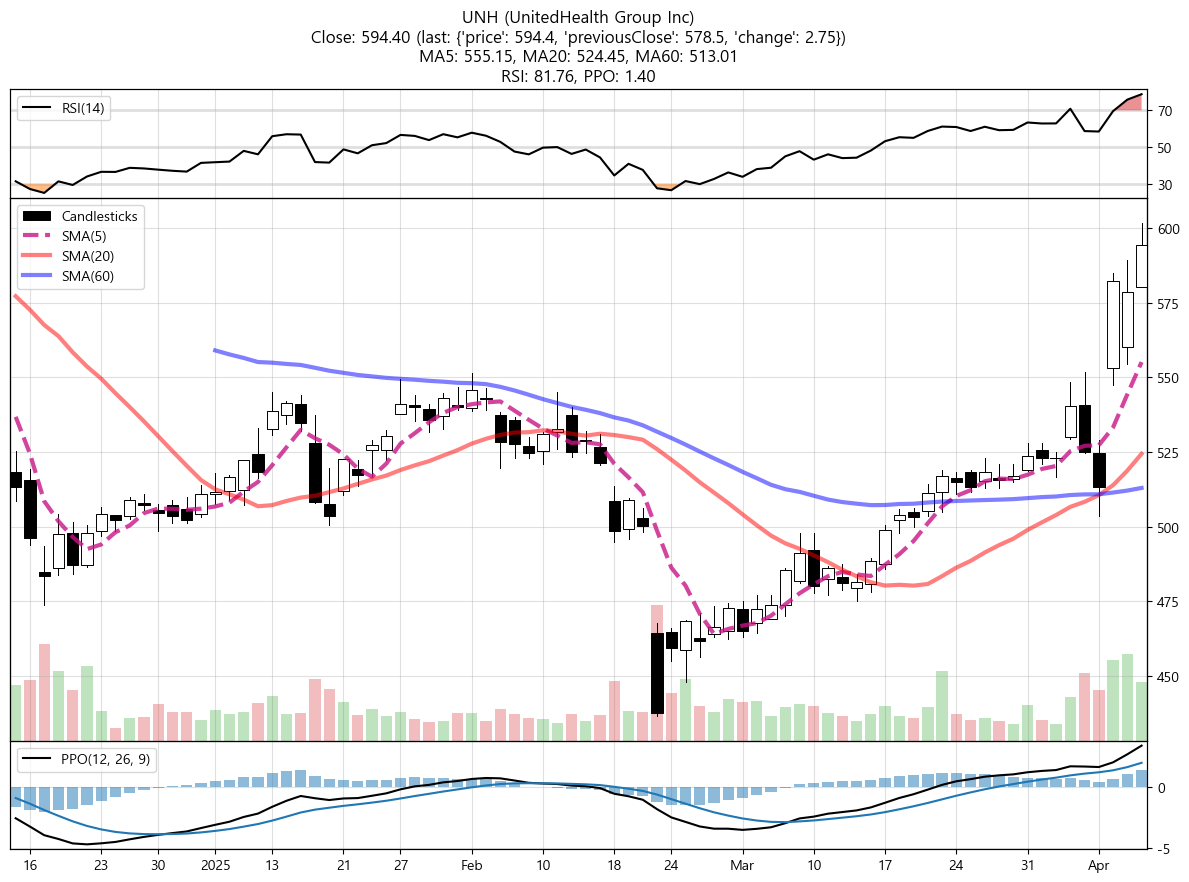 UNH (UnitedHealth Group Inc)
Close: 594.40 (last: {'price': 594.4, 'previousClose': 578.5, 'change': 2.75})
MA5: 555.15, MA20: 524.45, MA60: 513.01
RSI: 81.76, PPO: 1.40
RSI(14)
70
50
30
Candlesticks
SMA(5)
SMA(20)
SMA(60)
600
575
550
525
500
475
450
PPO(12, 26, 9)
0
-5
16 23 30 2025 13 21 27 Feb 10 18 24 Mar 10 17 24 31 Apr